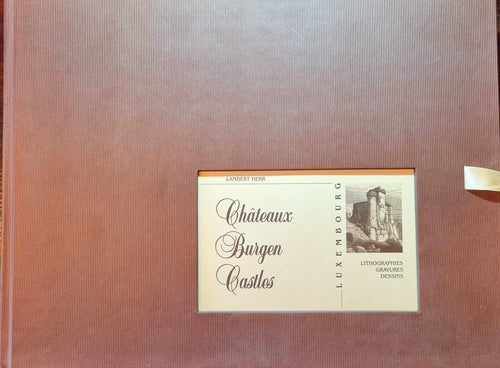 LAMBERT HERR
Châteaux
Burgen
Castles
LUXEMBOURG
LITHOGRAPHIES
GRAVURES
DESSINS